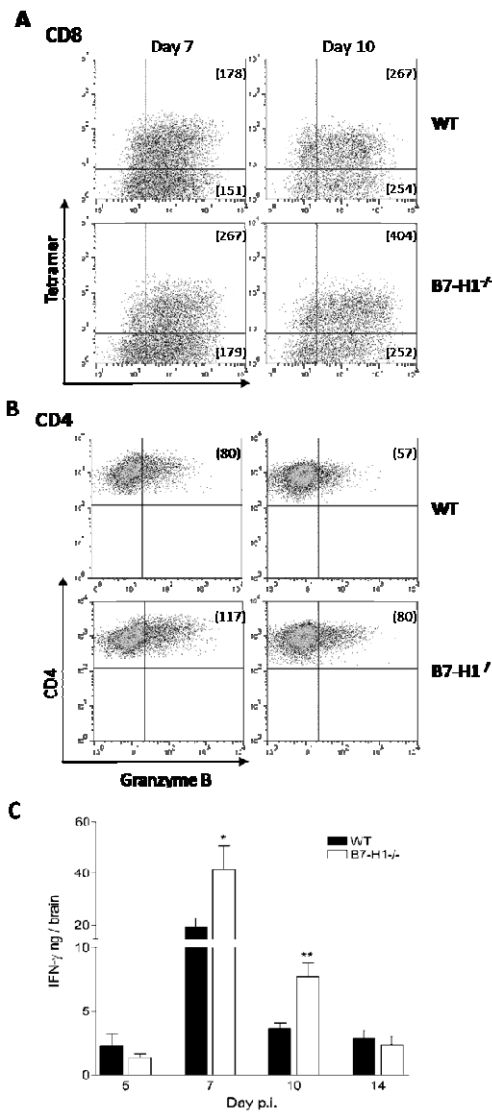 A
CD8
Day 7
Day 10
[178]
[267]
WT
[151]
[254]
[267]
[404]
B7-H1-/-
[179]
[252]
Tetramer
B
CD4
(80)
(57)
WT
(117)
(80)
B7-H1 /
CD4
Granzyme B
C
60
WT
B7-H1-/-
*
40
20
**
10
5
0
IFN-γ ng / brain
5 7 10 14
Day p.i.